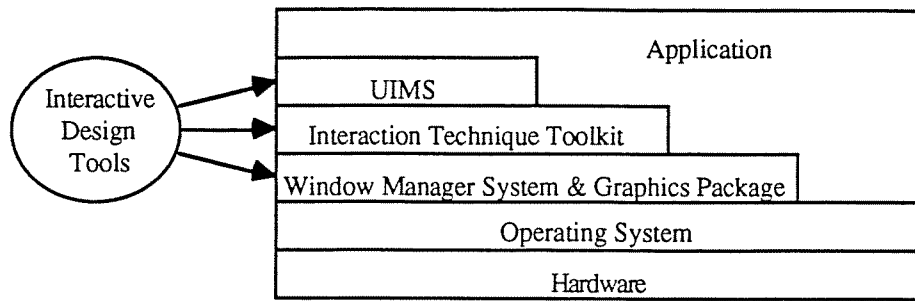 Application
UIMS
Interactive
Design
Tools
Interaction Technique Toolkit
Window Manager System & Graphics Package
Operating System
Hardware